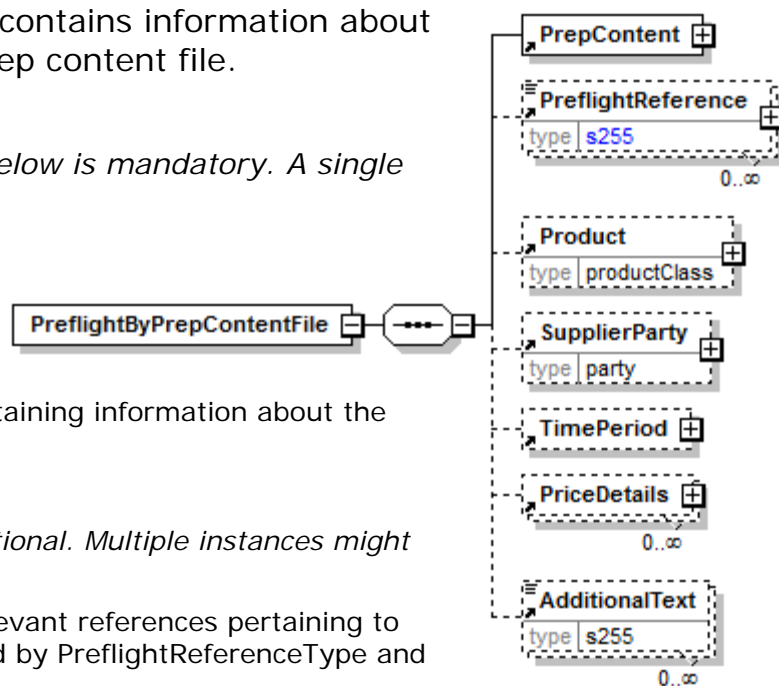 contains information about
ep content file.
elow is mandatory. A single
taining information about the
tional. Multiple instances might
evant references pertaining to
d by PreflightReferenceType and
PreflightByPrepContentFile
PrepContent
PreflightReference
type s255
0..∞
Product
type productClass
SupplierParty
type party
TimePeriod
PriceDetails
0..∞
AdditionalText
type s255
0..∞